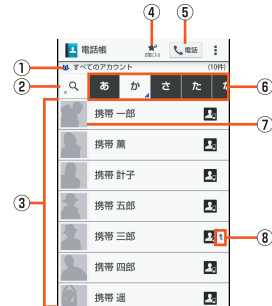 ④ ⑤
電話帳 お気に入り 電話
① すべてのアカウント (10件)
② あ か さ た な ⑥
携帯 一郎 ⑦
携帯 薫
携帯 計子
③ 携帯 五郎
携帯 三郎 ⑧
携帯 四郎
携帯 遥